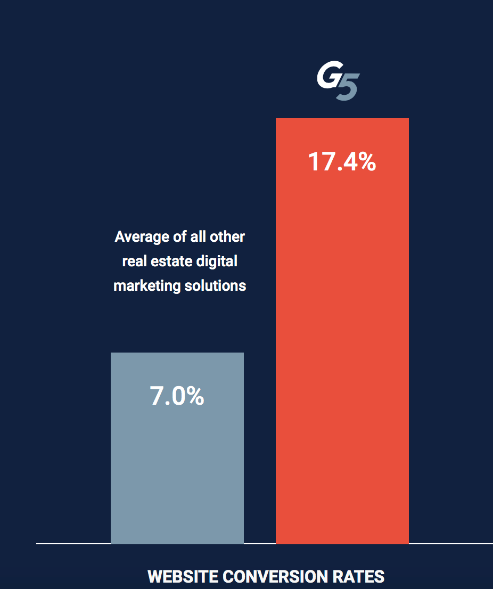 G5
17.4%
Average of all other
real estate digital
marketing solutions
7.0%
WEBSITE CONVERSION RATES